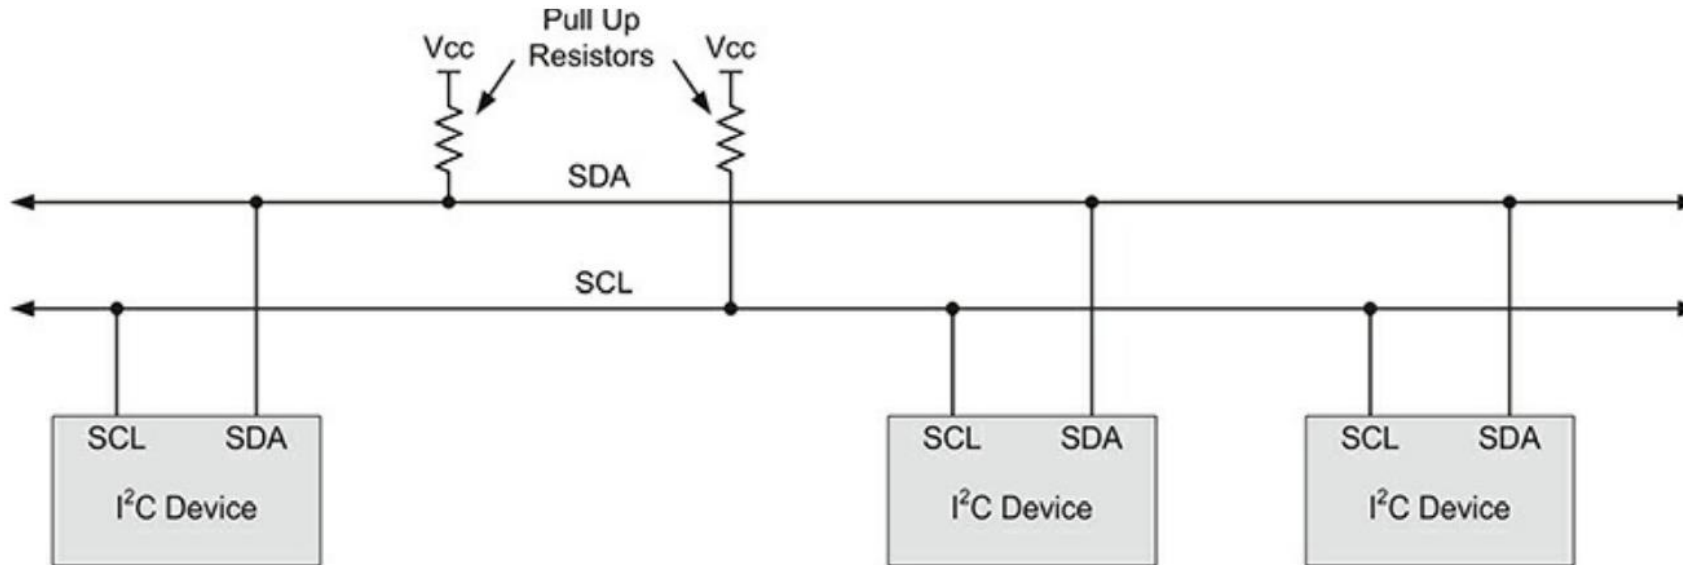 Pull Up
Resistors
Vcc
Vcc
SDA
SCL
SCL SDA
I²C Device
SCL SDA
I²C Device
SCL SDA
I²C Device